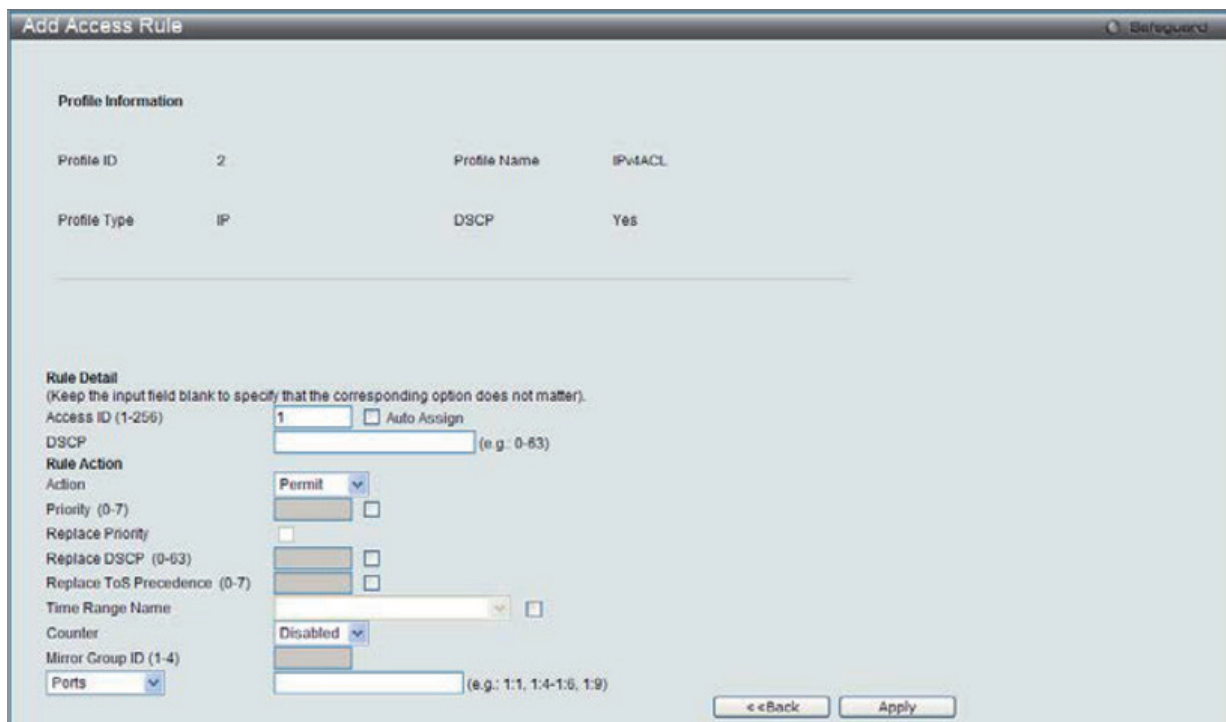 Add Access Rule
Safeguard
Profile Information
Profile ID 2 Profile Name IPv4ACL
Profile Type IP DSCP Yes
Rule Detail
(Keep the input field blank to specify that the corresponding option does not matter).
Access ID (1-256) 1 Auto Assign
DSCP (e.g.: 0-63)
Rule Action
Action Permit
Priority (0-7)
Replace Priority
Replace DSCP (0-63)
Replace ToS Precedence (0-7)
Time Range Name
Counter Disabled
Mirror Group ID (1-4)
Ports (e.g.: 1:1, 1:4-1:6, 1:9)
<<Back Apply